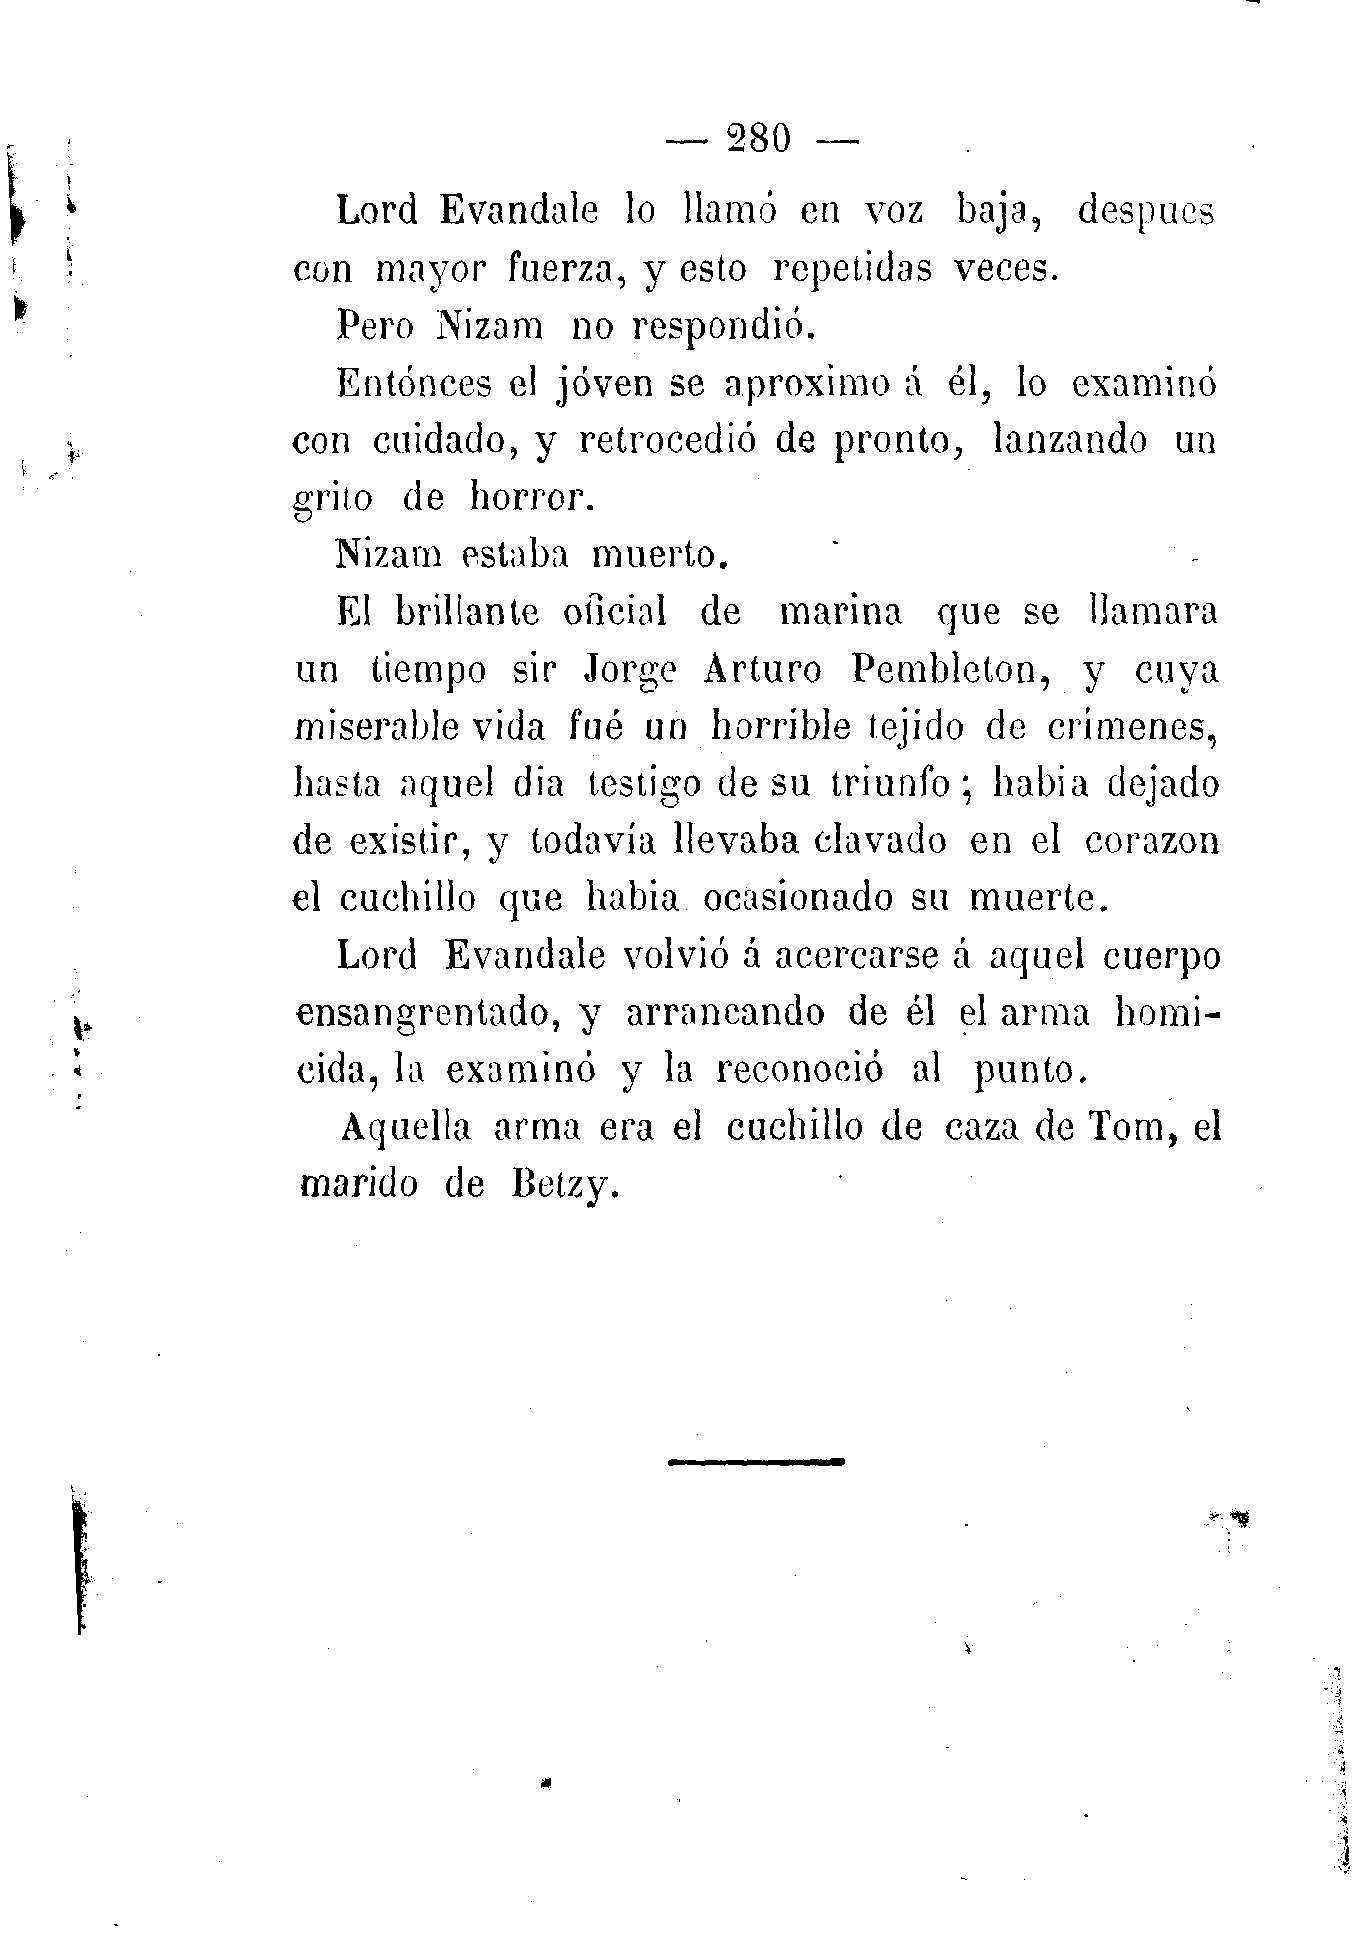 — 280 —
Lord Evandale lo llamó en voz baja, despues
con mayor fuerza, y esto repetidas veces.
Pero Nizam no respondió.
Entónces el jóven se aproximo á él, lo examinó
con cuidado, y retrocedió de pronto, lanzando un
grito de horror.
Nizam estaba muerto.
El brillante oficial de marina que se llamara
un tiempo sir Jorge Arturo Pembleton, y cuya
miserable vida fué un horrible tejido de crímenes,
hasta aquel dia testigo de su triunfo ; habia dejado
de existir, y todavía llevaba clavado en el corazon
el cuchillo que habia ocasionado su muerte.
Lord Evandale volvió á acercarse á aquel cuerpo
ensangrentado, y arrancando de él el arma homi-
cida, la examinó y la reconoció al punto.
Aquella arma era el cuchillo de caza de Tom, el
marido de Betzy.